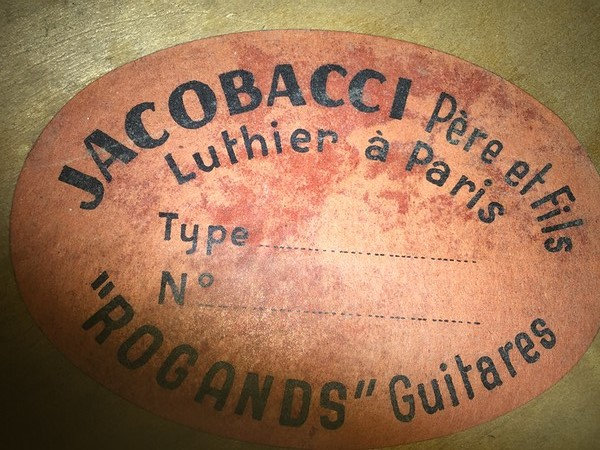 JACOBACCI Père et Fils
Luthier à Paris
Type
N°
"ROGANDS" Guitares